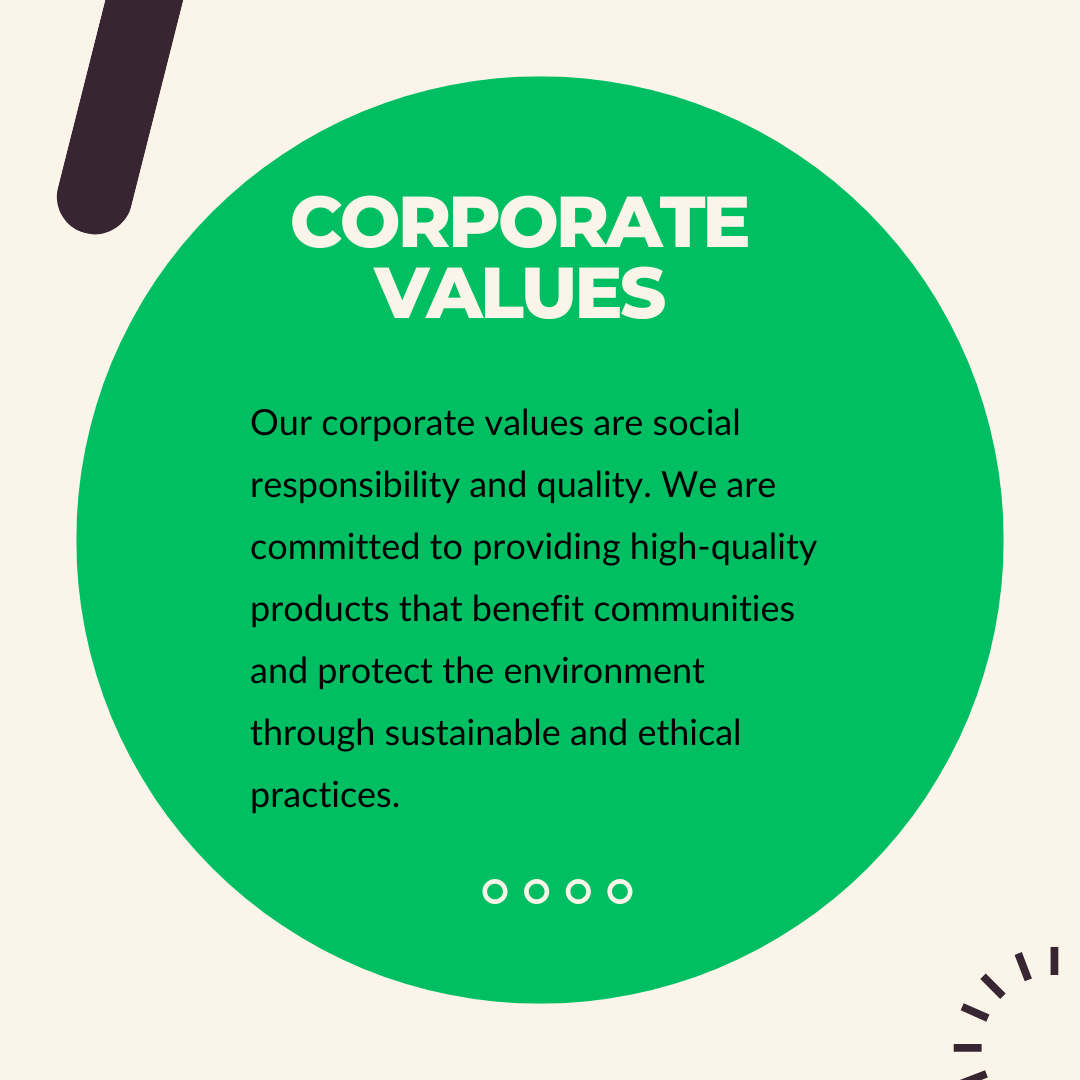 CORPORATE
VALUES
Our corporate values are social
responsibility and quality. We are
committed to providing high-quality
products that benefit communities
and protect the environment
through sustainable and ethical
practices.